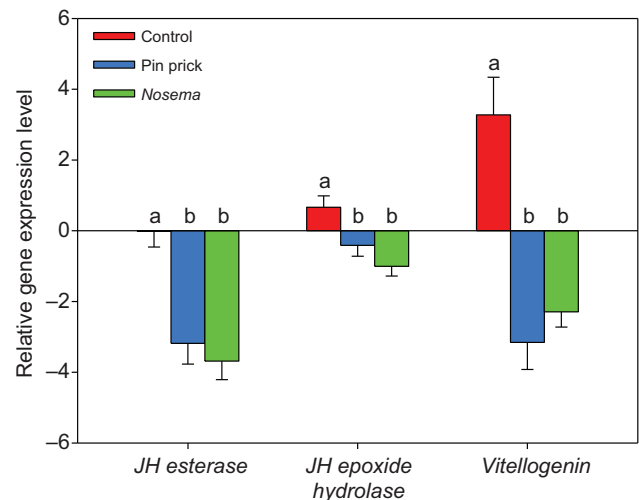 6
4
2
0
–2
–4
–6
Relative gene expression level
Control
Pin prick
Nosema
a b b
a b b
a b b
JH esterase
JH epoxide
hydrolase
Vitellogenin